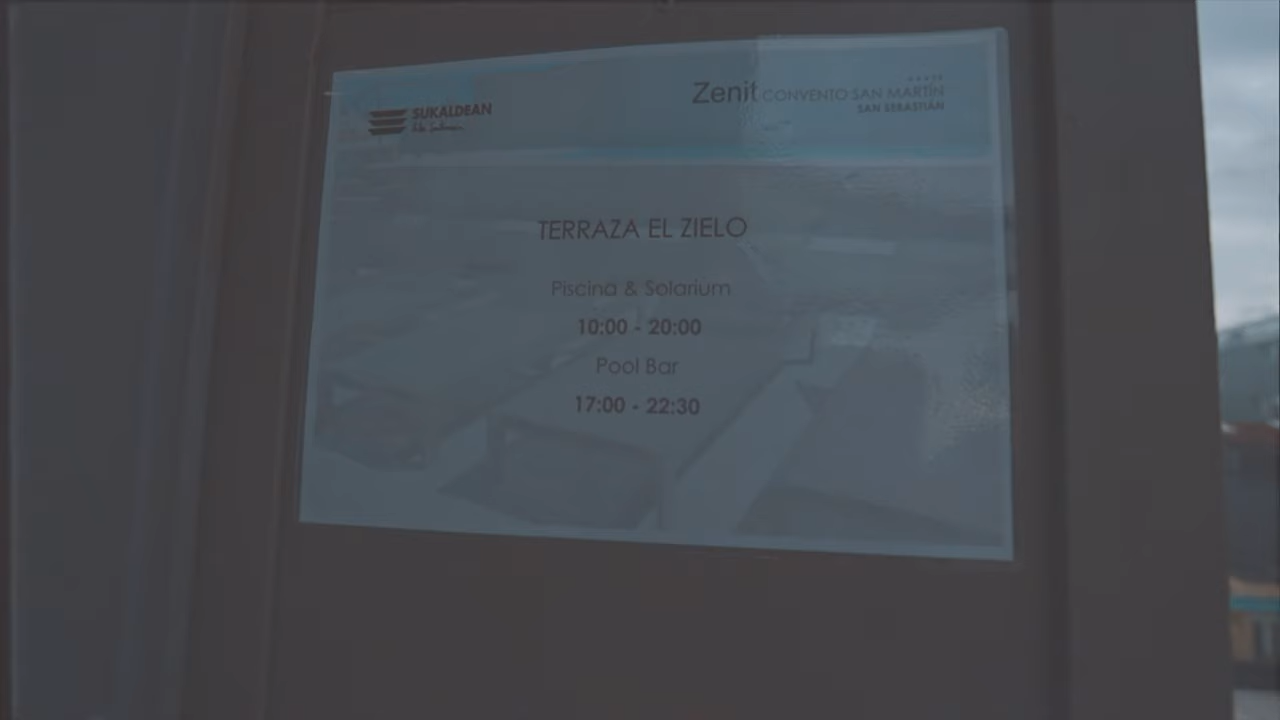 SUKALDEAN
Zenit CONVENTO SAN MARTÍN
SAN SEBASTIÁN
TERRAZA EL ZIELO
Piscina & Solarium
10:00 - 20:00
Pool Bar
17:00 - 22:30